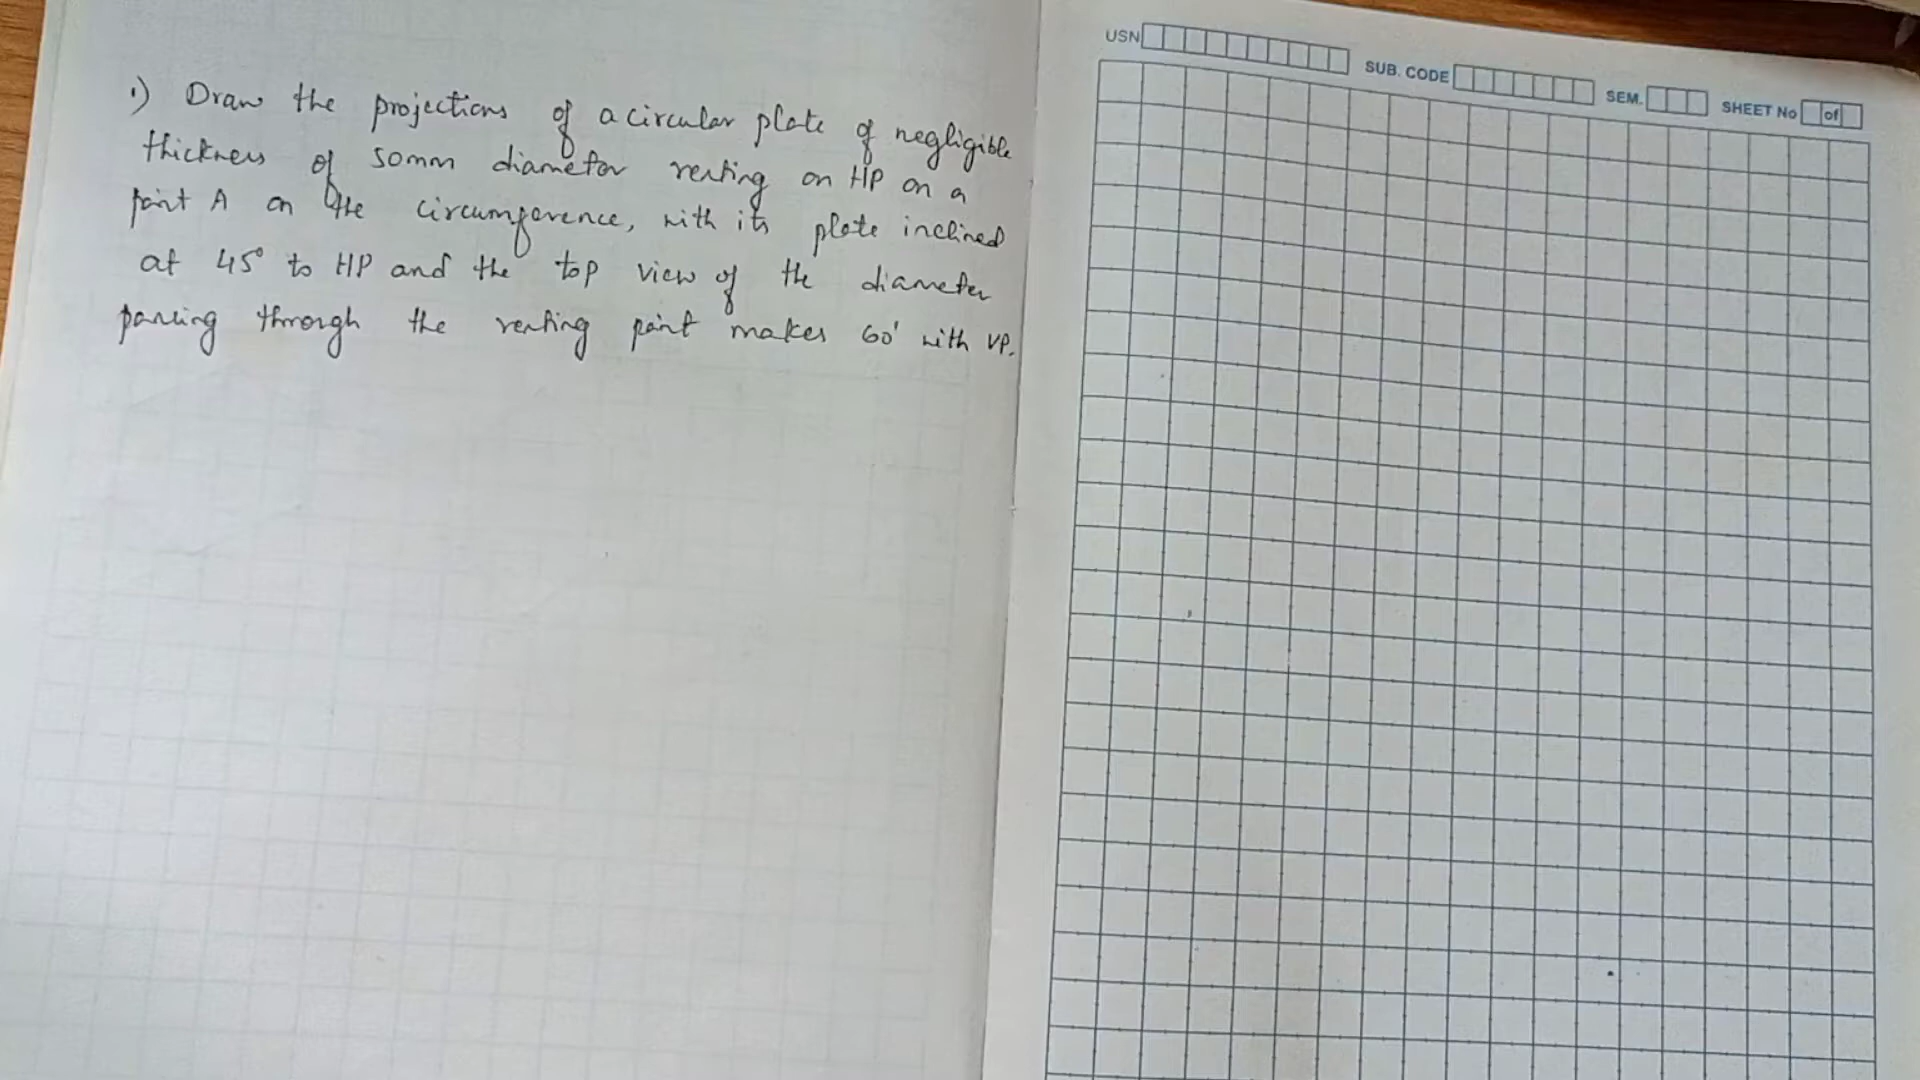 1) Draw the projections of a circular plate of negligible
thickness of 50mm diameter resting on HP on a
point A on the circumference, with its plate inclined
at 45° to HP and the top view of the diameter
passing through the resting point makes 60° with VP.
USN
SUB. CODE
SEM.
SHEET No of